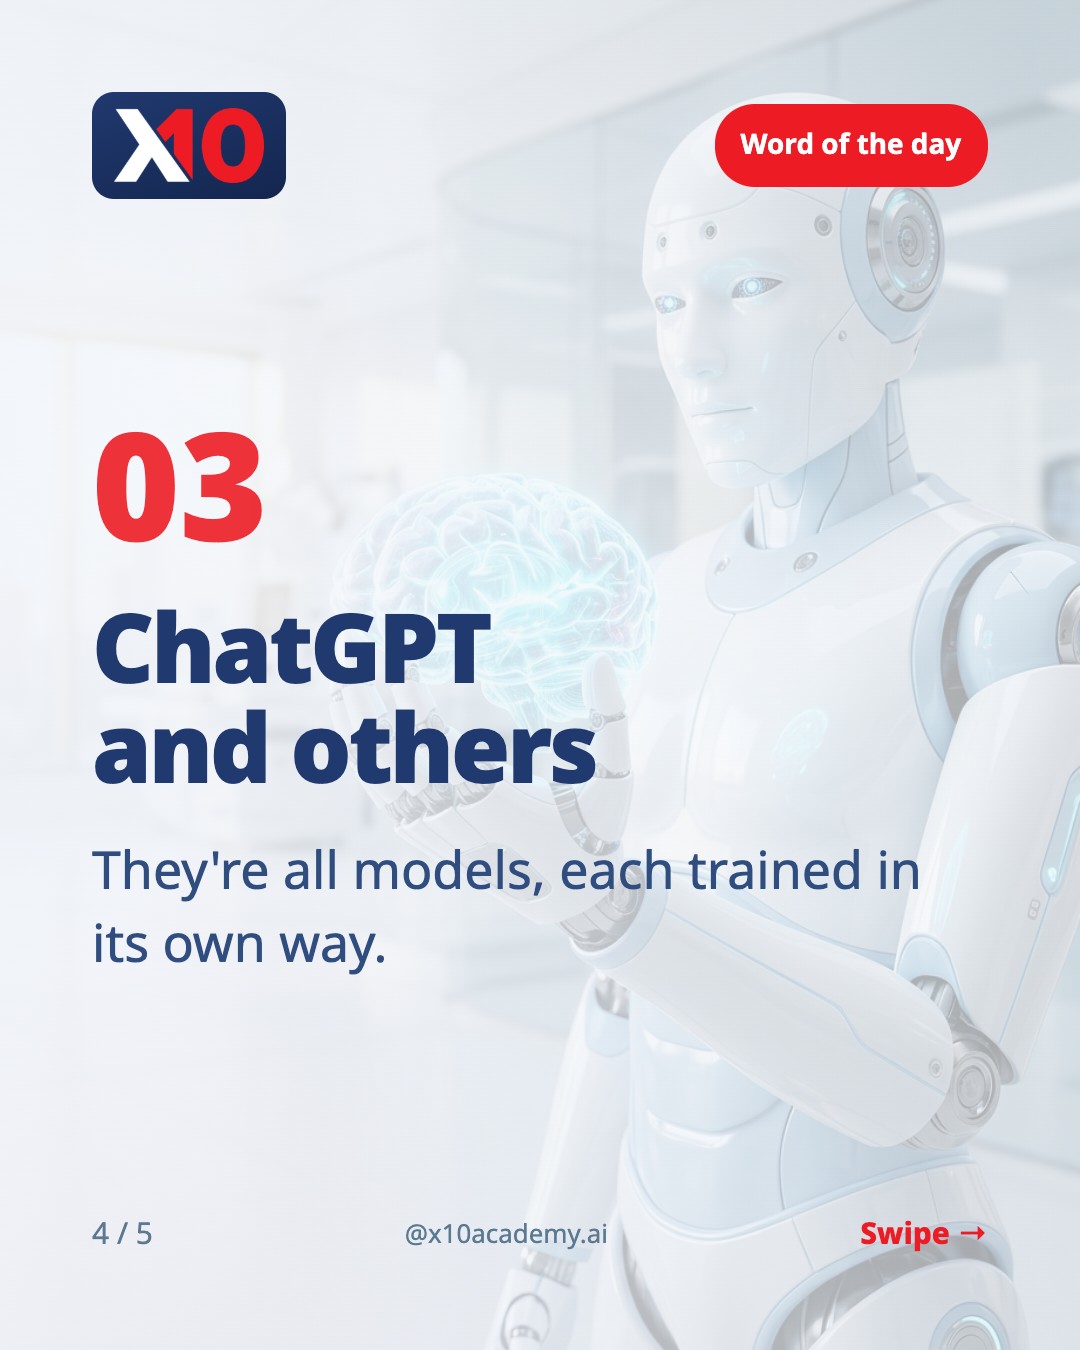 X10
Word of the day
03
ChatGPT
and others
They're all models, each trained in
its own way.
4 / 5
@x10academy.ai
Swipe →